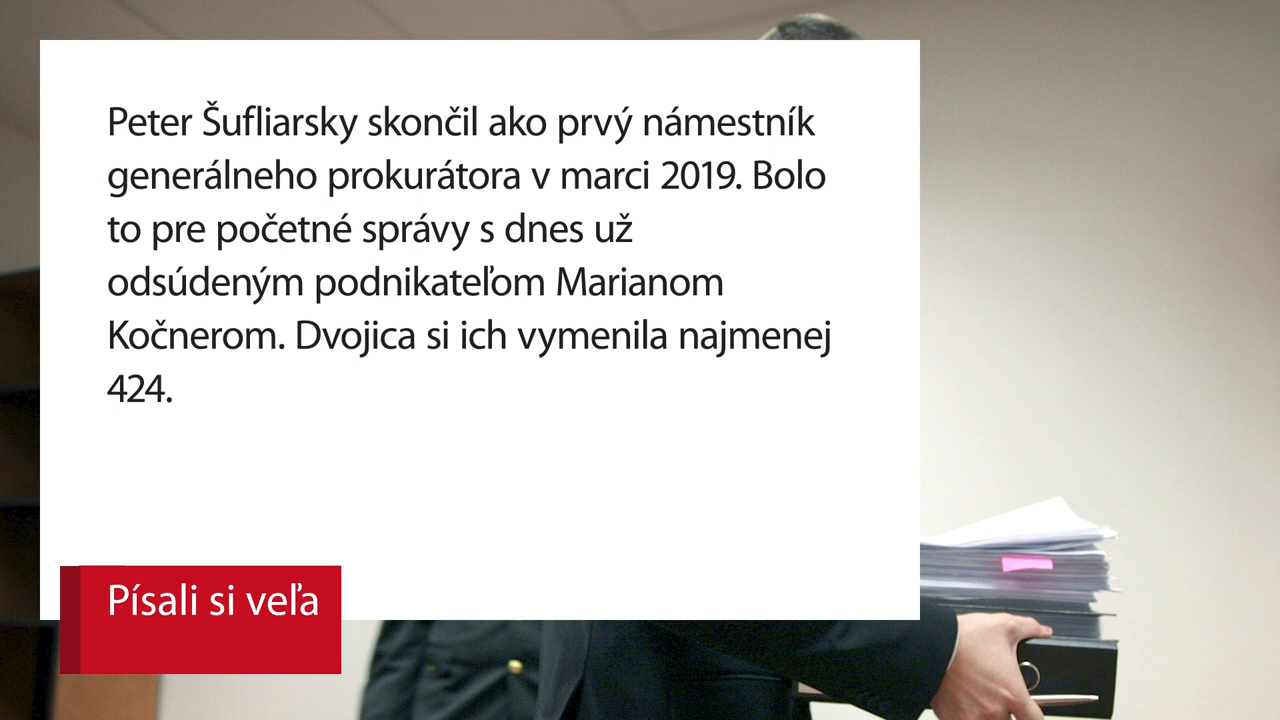 Peter Šufliarsky skončil ako prvý námestník
generálneho prokurátora v marci 2019. Bolo
to pre početné správy s dnes už
odsúdeným podnikateľom Marianom
Kočnerom. Dvojica si ich vymenila najmenej
424.
Písali si veľa